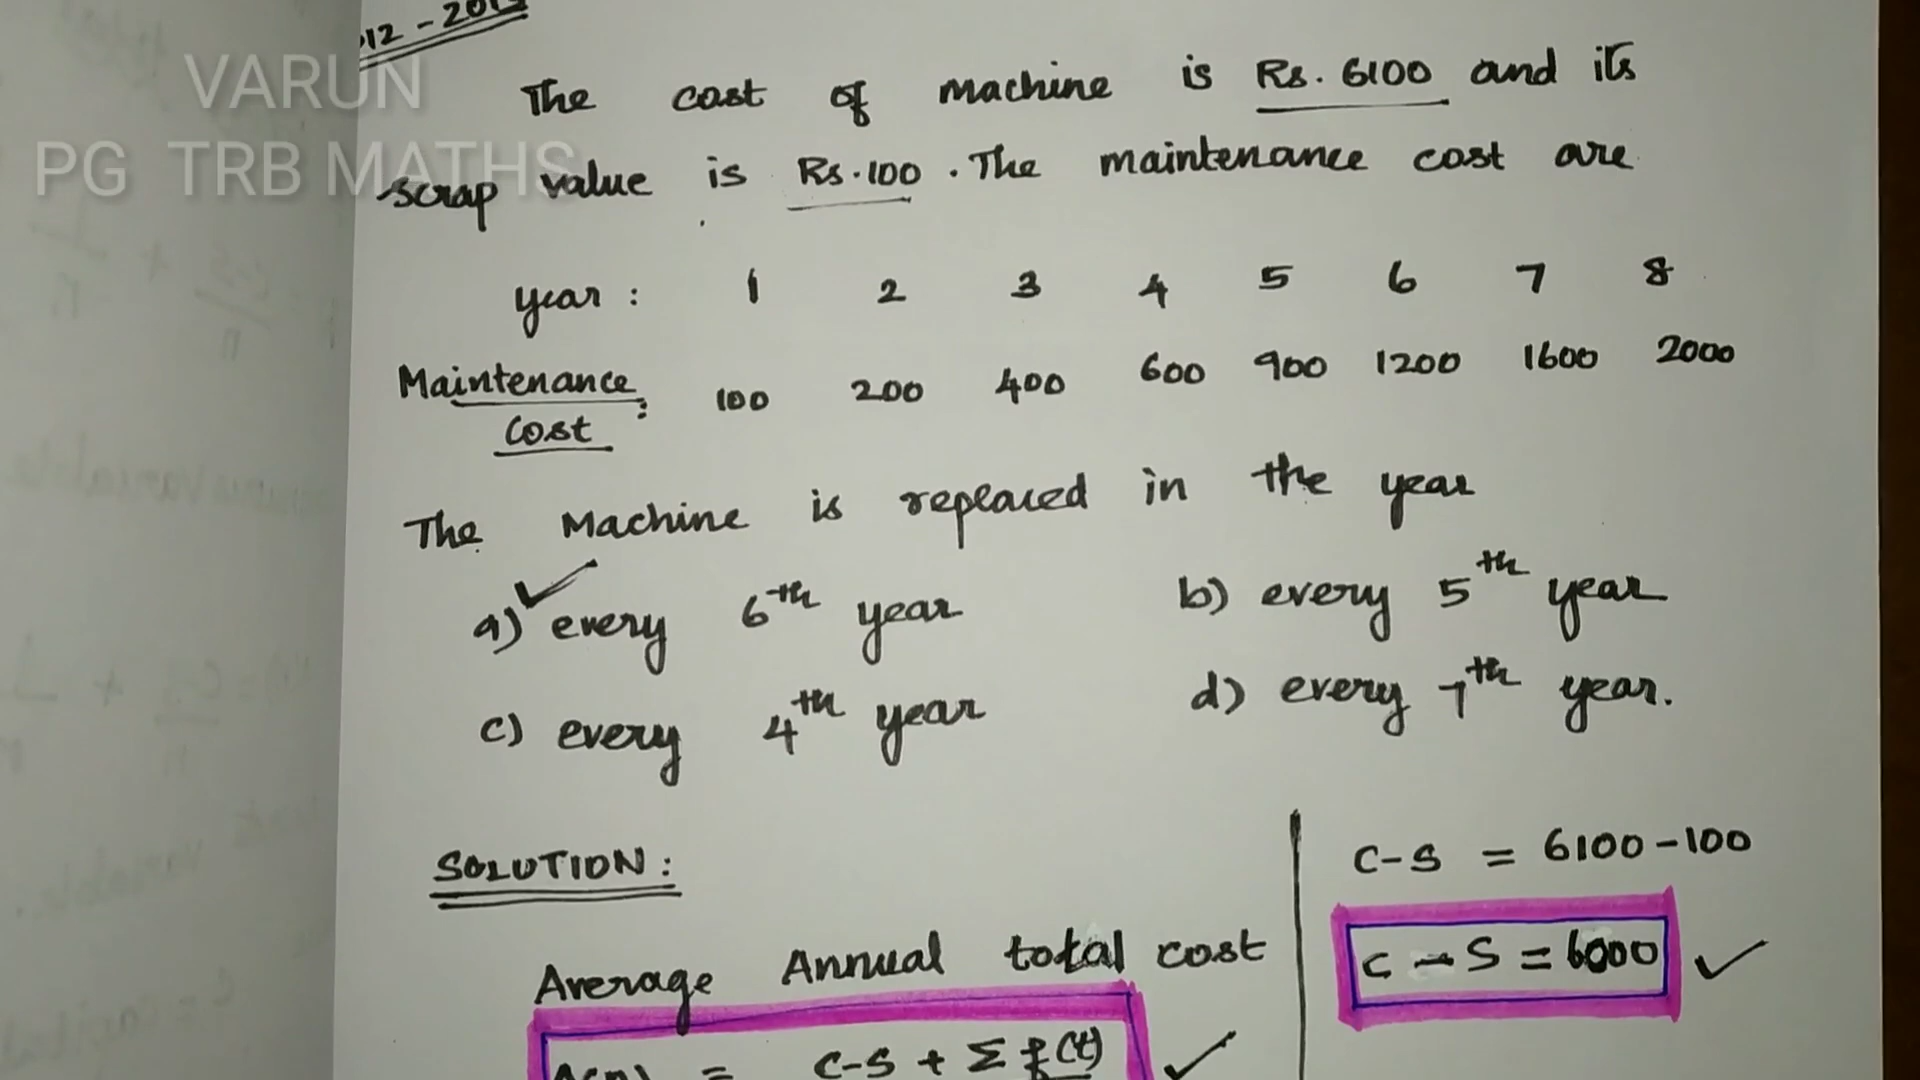 VARUN
PG TRB MATHS
The cost of machine is Rs. 6100 and its
scrap value is Rs.100. The maintenance cost are
year : 1 2 3 4 5 6 7 8
Maintenance cost : 100 200 400 600 900 1200 1600 2000
The Machine is replaced in the year
a) every 6th year b) every 5th year
c) every 4th year d) every 7th year.
SOLUTION:
C-S = 6100-100
C-S = 6000
Average Annual total cost
= C-S + Σ f(t)